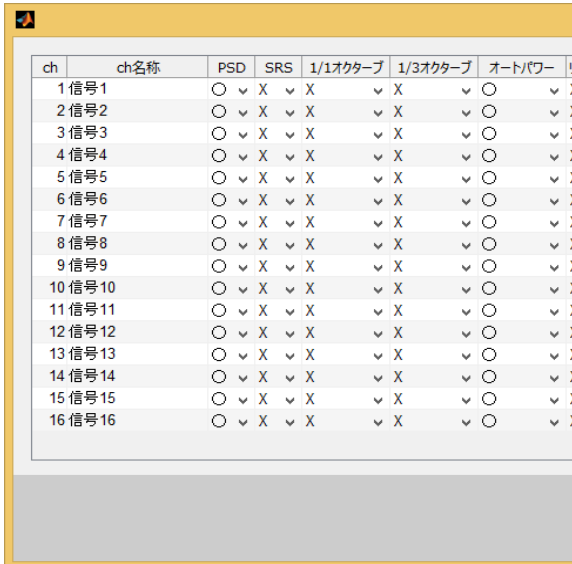 ch ch名称 PSD SRS 1/1オクターブ 1/3オクターブ オートパワー
1 信号1 ○ X X X ○
2 信号2 ○ X X X ○
3 信号3 ○ X X X ○
4 信号4 ○ X X X ○
5 信号5 ○ X X X ○
6 信号6 ○ X X X ○
7 信号7 ○ X X X ○
8 信号8 ○ X X X ○
9 信号9 ○ X X X ○
10 信号10 ○ X X X ○
11 信号11 ○ X X X ○
12 信号12 ○ X X X ○
13 信号13 ○ X X X ○
14 信号14 ○ X X X ○
15 信号15 ○ X X X ○
16 信号16 ○ X X X ○